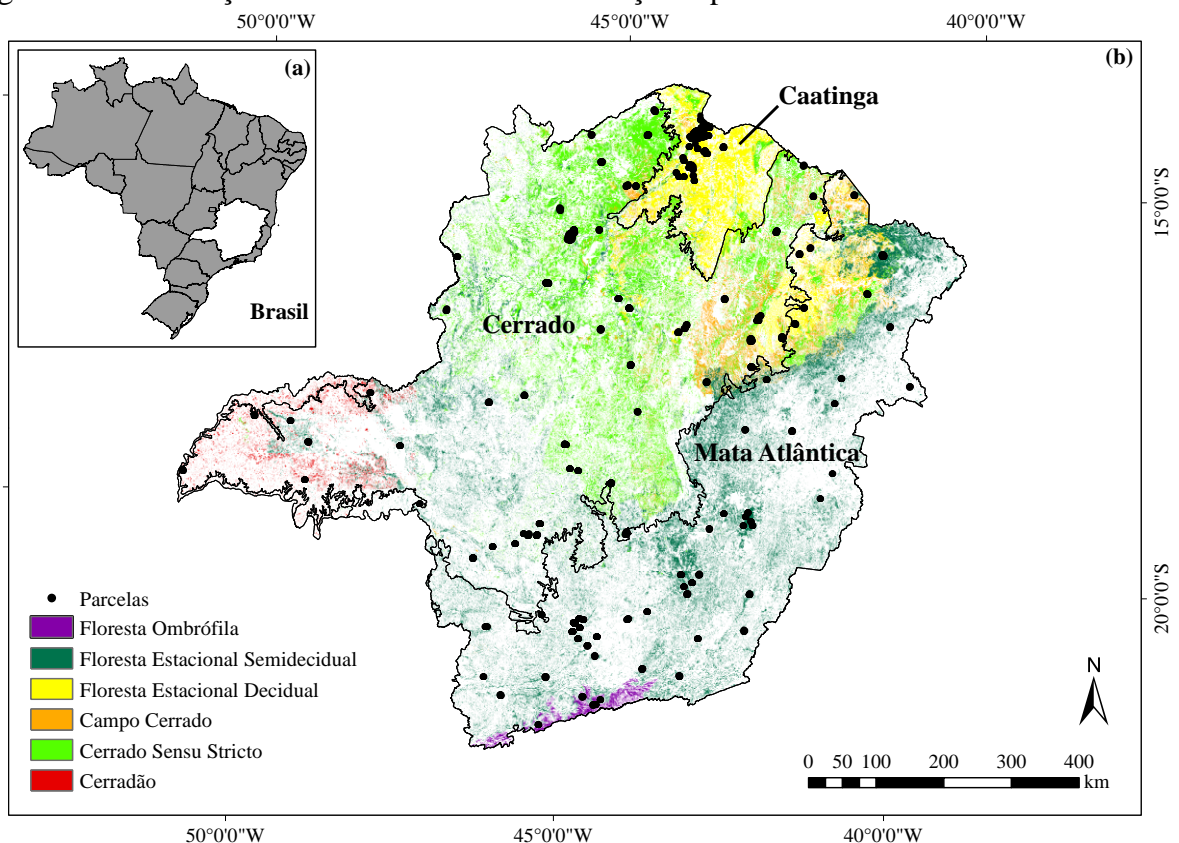 50°0'0"W 45°0'0"W 40°0'0"W
(a)
(b)
Caatinga
15°0'0"S
Brasil
Cerrado
Mata Atlântica
Parcelas
Floresta Ombrófila
Floresta Estacional Semidecidual
Floresta Estacional Decidual
Campo Cerrado
Cerrado Sensu Stricto
Cerradão
20°0'0"S
N
0 50 100 200 300 400
km
50°0'0"W 45°0'0"W 40°0'0"W